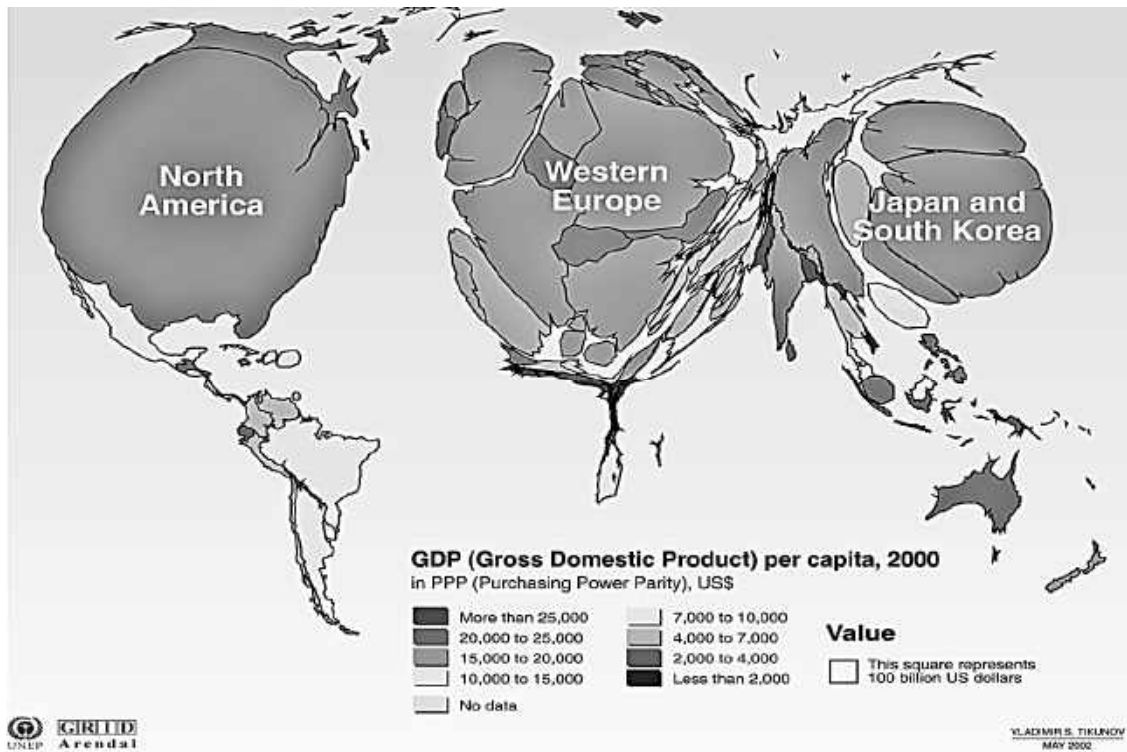 North
America
Western
Europe
Japan and
South Korea
GDP (Gross Domestic Product) per capita, 2000
in PPP (Purchasing Power Parity), US$
More than 25,000
20,000 to 25,000
15,000 to 20,000
10,000 to 15,000
No data
7,000 to 10,000
4,000 to 7,000
2,000 to 4,000
Less than 2,000
Value
This square represents
100 billion US dollars
UNEP
GRID
Arendal
VLADIMIR S. TIKUNOV
MAY 2002